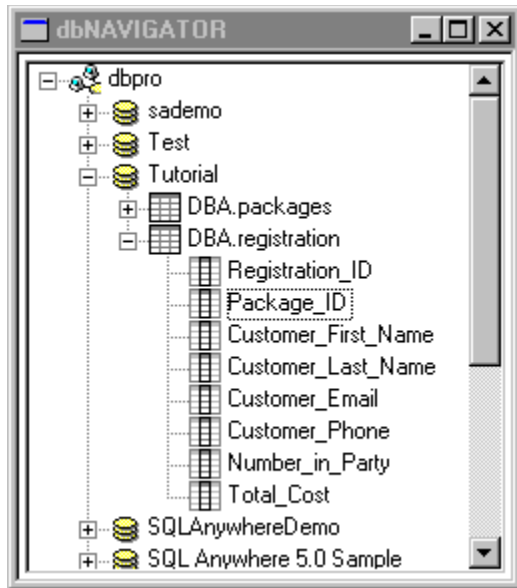 dbNAVIGATOR
dbpro
sademo
Test
Tutorial
DBA.packages
DBA.registration
Registration_ID
Package_ID
Customer_First_Name
Customer_Last_Name
Customer_Email
Customer_Phone
Number_in_Party
Total_Cost
SQLAnywhereDemo
SQL Anywhere 5.0 Sample